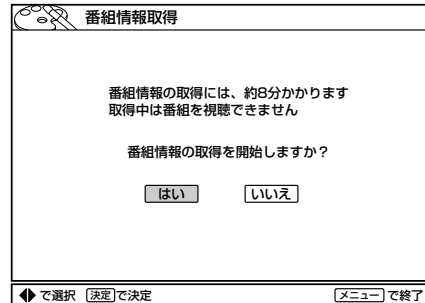 番組情報取得
番組情報の取得には、約8分かかります
取得中は番組を視聴できません
番組情報の取得を開始しますか？
はい いいえ
で選択 決定で決定 メニューで終了